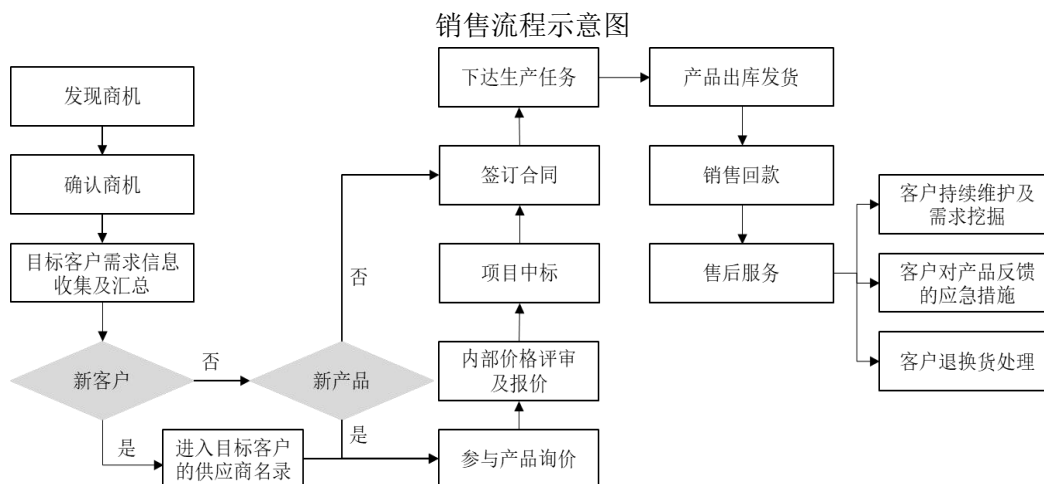 销售流程示意图
发现商机
确认商机
目标客户需求信息
收集及汇总
新客户
否
是
进入目标客户
的供应商名录
新产品
否
是
参与产品询价
内部价格评审
及报价
项目中标
签订合同
下达生产任务
产品出库发货
销售回款
售后服务
客户持续维护及
需求挖掘
客户对产品反馈
的应急措施
客户退换货处理